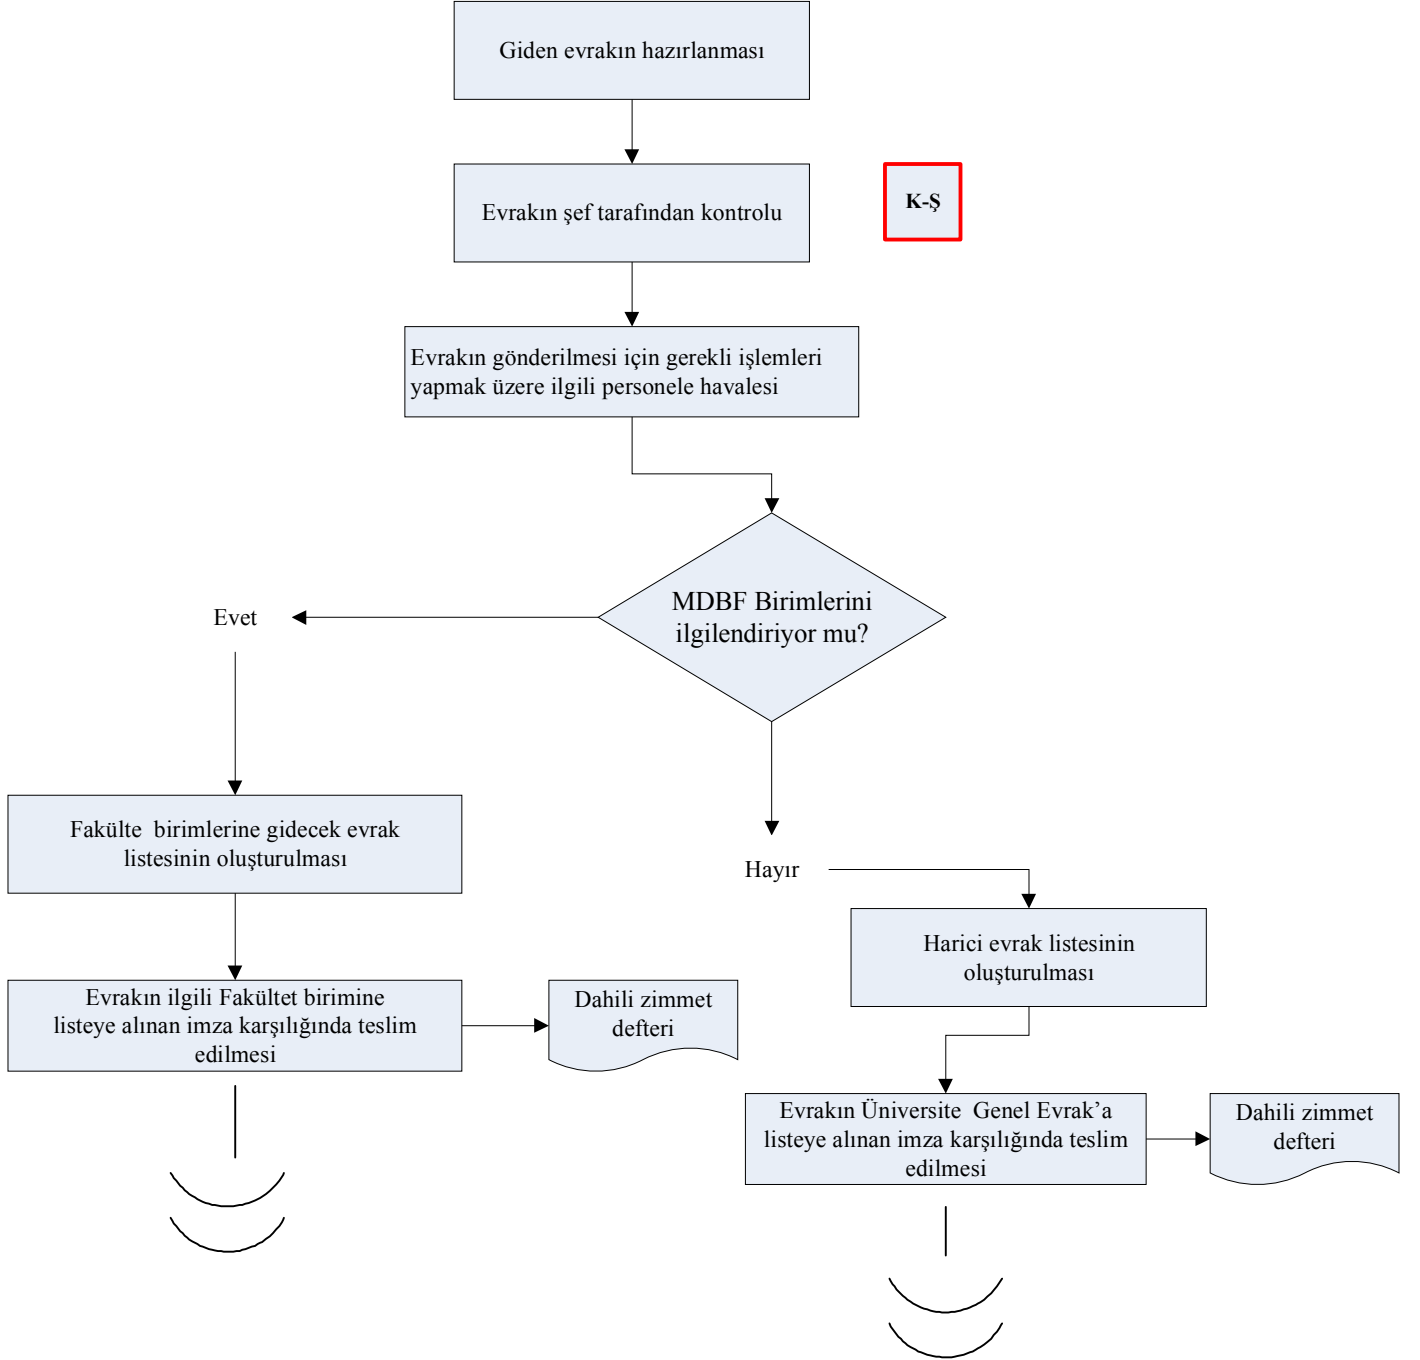 Giden evrakın hazırlanması
Evrakın şef tarafından kontrolu
K-Ş
Evrakın gönderilmesi için gerekli işlemleri
yapmak üzere ilgili personele havalesi
MDBF Birimlerini
ilgilendiriyor mu?
Evet
Fakülte  birimlerine gidecek evrak
listesinin oluşturulması
Hayır
Harici evrak listesinin
oluşturulması
Evrakın ilgili Fakültet birimine
listeye alınan imza karşılığında teslim
edilmesi
Dahili zimmet
defteri
Evrakın Üniversite  Genel Evrak’a
listeye alınan imza karşılığında teslim
edilmesi
Dahili zimmet
defteri